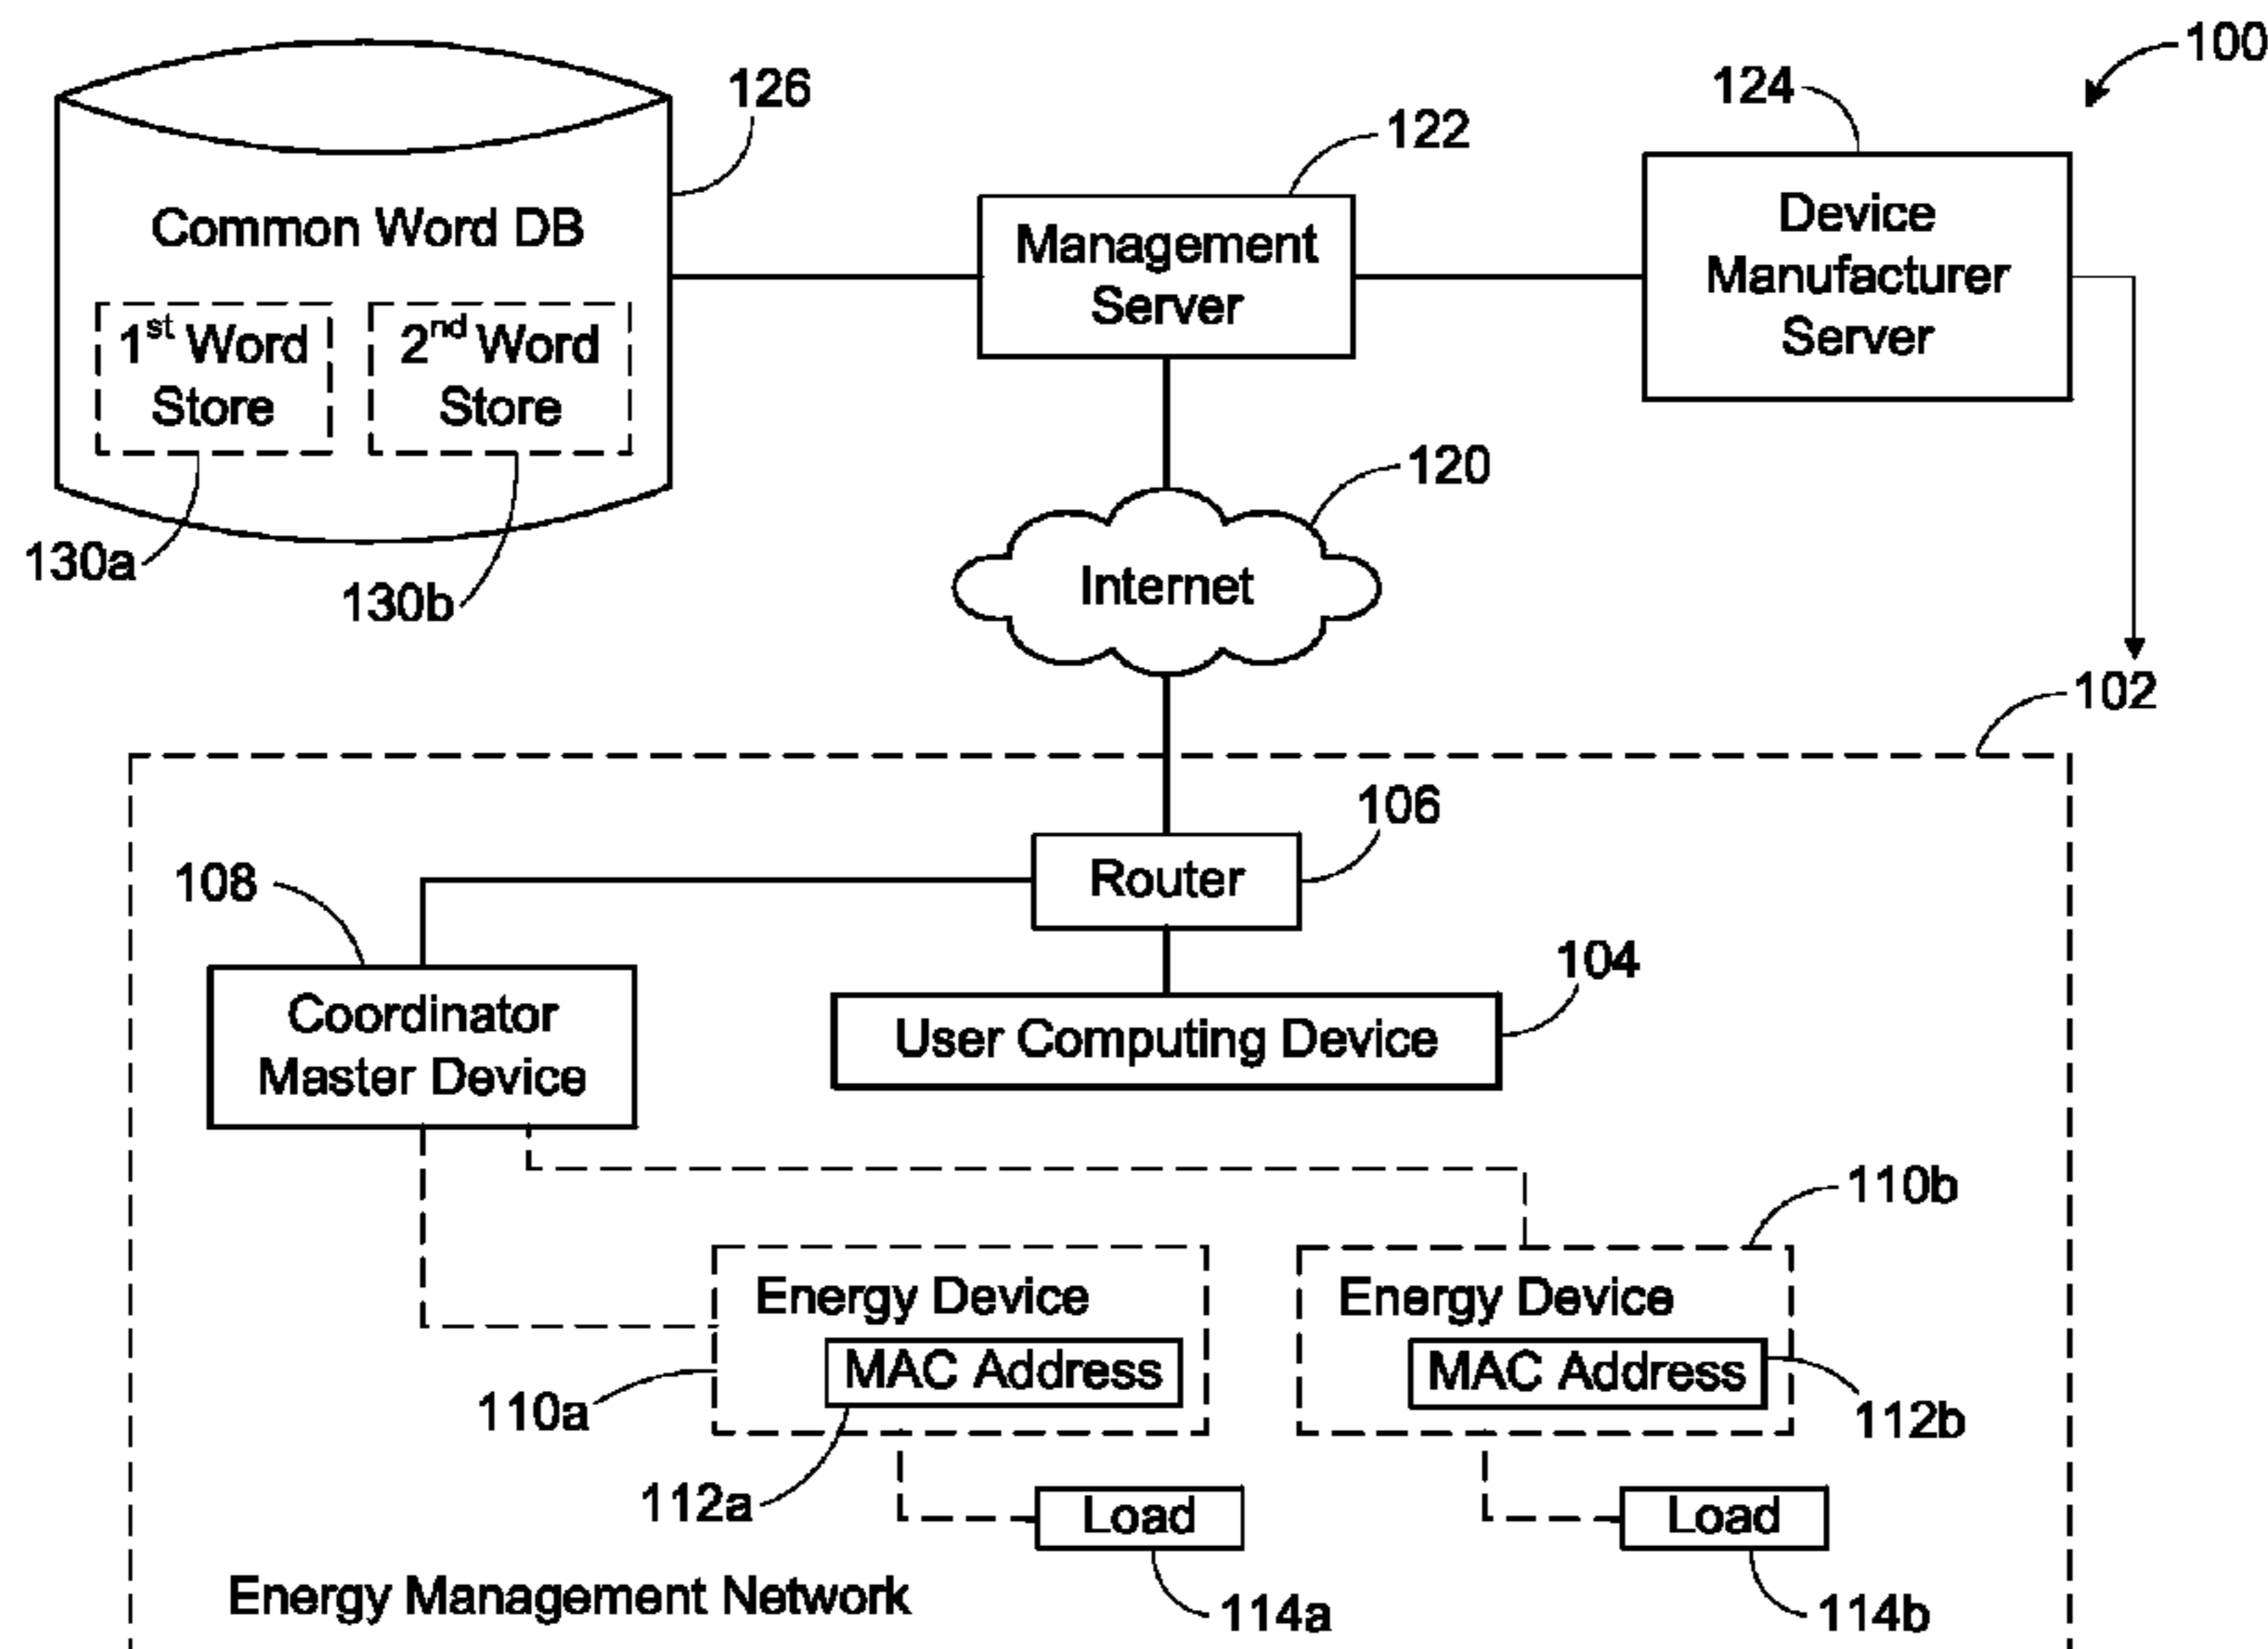 100
126
124
122
Common Word DB
Management
Server
Device
Manufacturer
Server
1st Word
Store
2nd Word
Store
120
130a
130b
Internet
102
106
108
Router
104
Coordinator
Master Device
User Computing Device
110b
Energy Device
MAC Address
Energy Device
MAC Address
110a
112b
112a
Load
Load
Energy Management Network
114a
114b